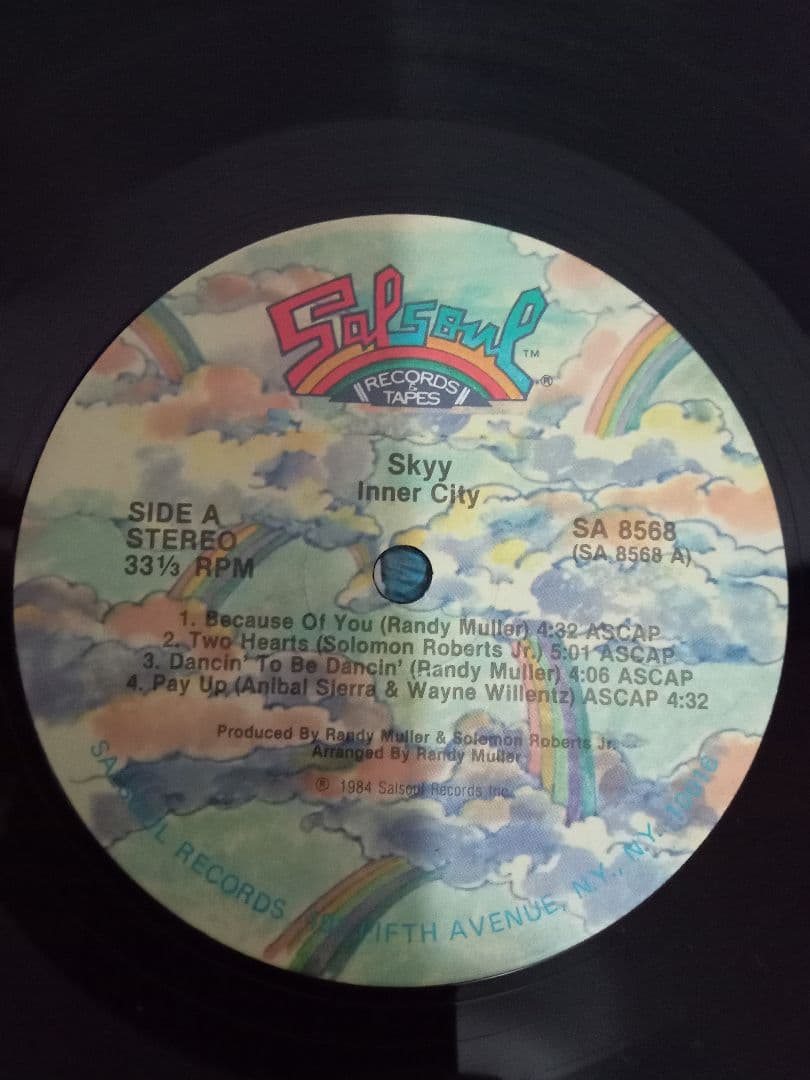 Salsoul ™
RECORDS
&
TAPES ®
Skyy
Inner City
SIDE A
STEREO
33⅓ RPM
SA 8568
(SA 8568 A)
1. Because Of You (Randy Muller) 4:32 ASCAP
2. Two Hearts (Solomon Roberts Jr.) 5:01 ASCAP
3. Dancin' To Be Dancin' (Randy Muller) 4:06 ASCAP
4. Pay Up (Anibal Sierra & Wayne Willentz) ASCAP 4:32
Produced By Randy Muller & Solomon Roberts Jr.
Arranged By Randy Muller
℗ 1984 Salsoul Records Inc.
SALSOUL RECORDS, FIFTH AVENUE, N.Y., N.Y. 10016